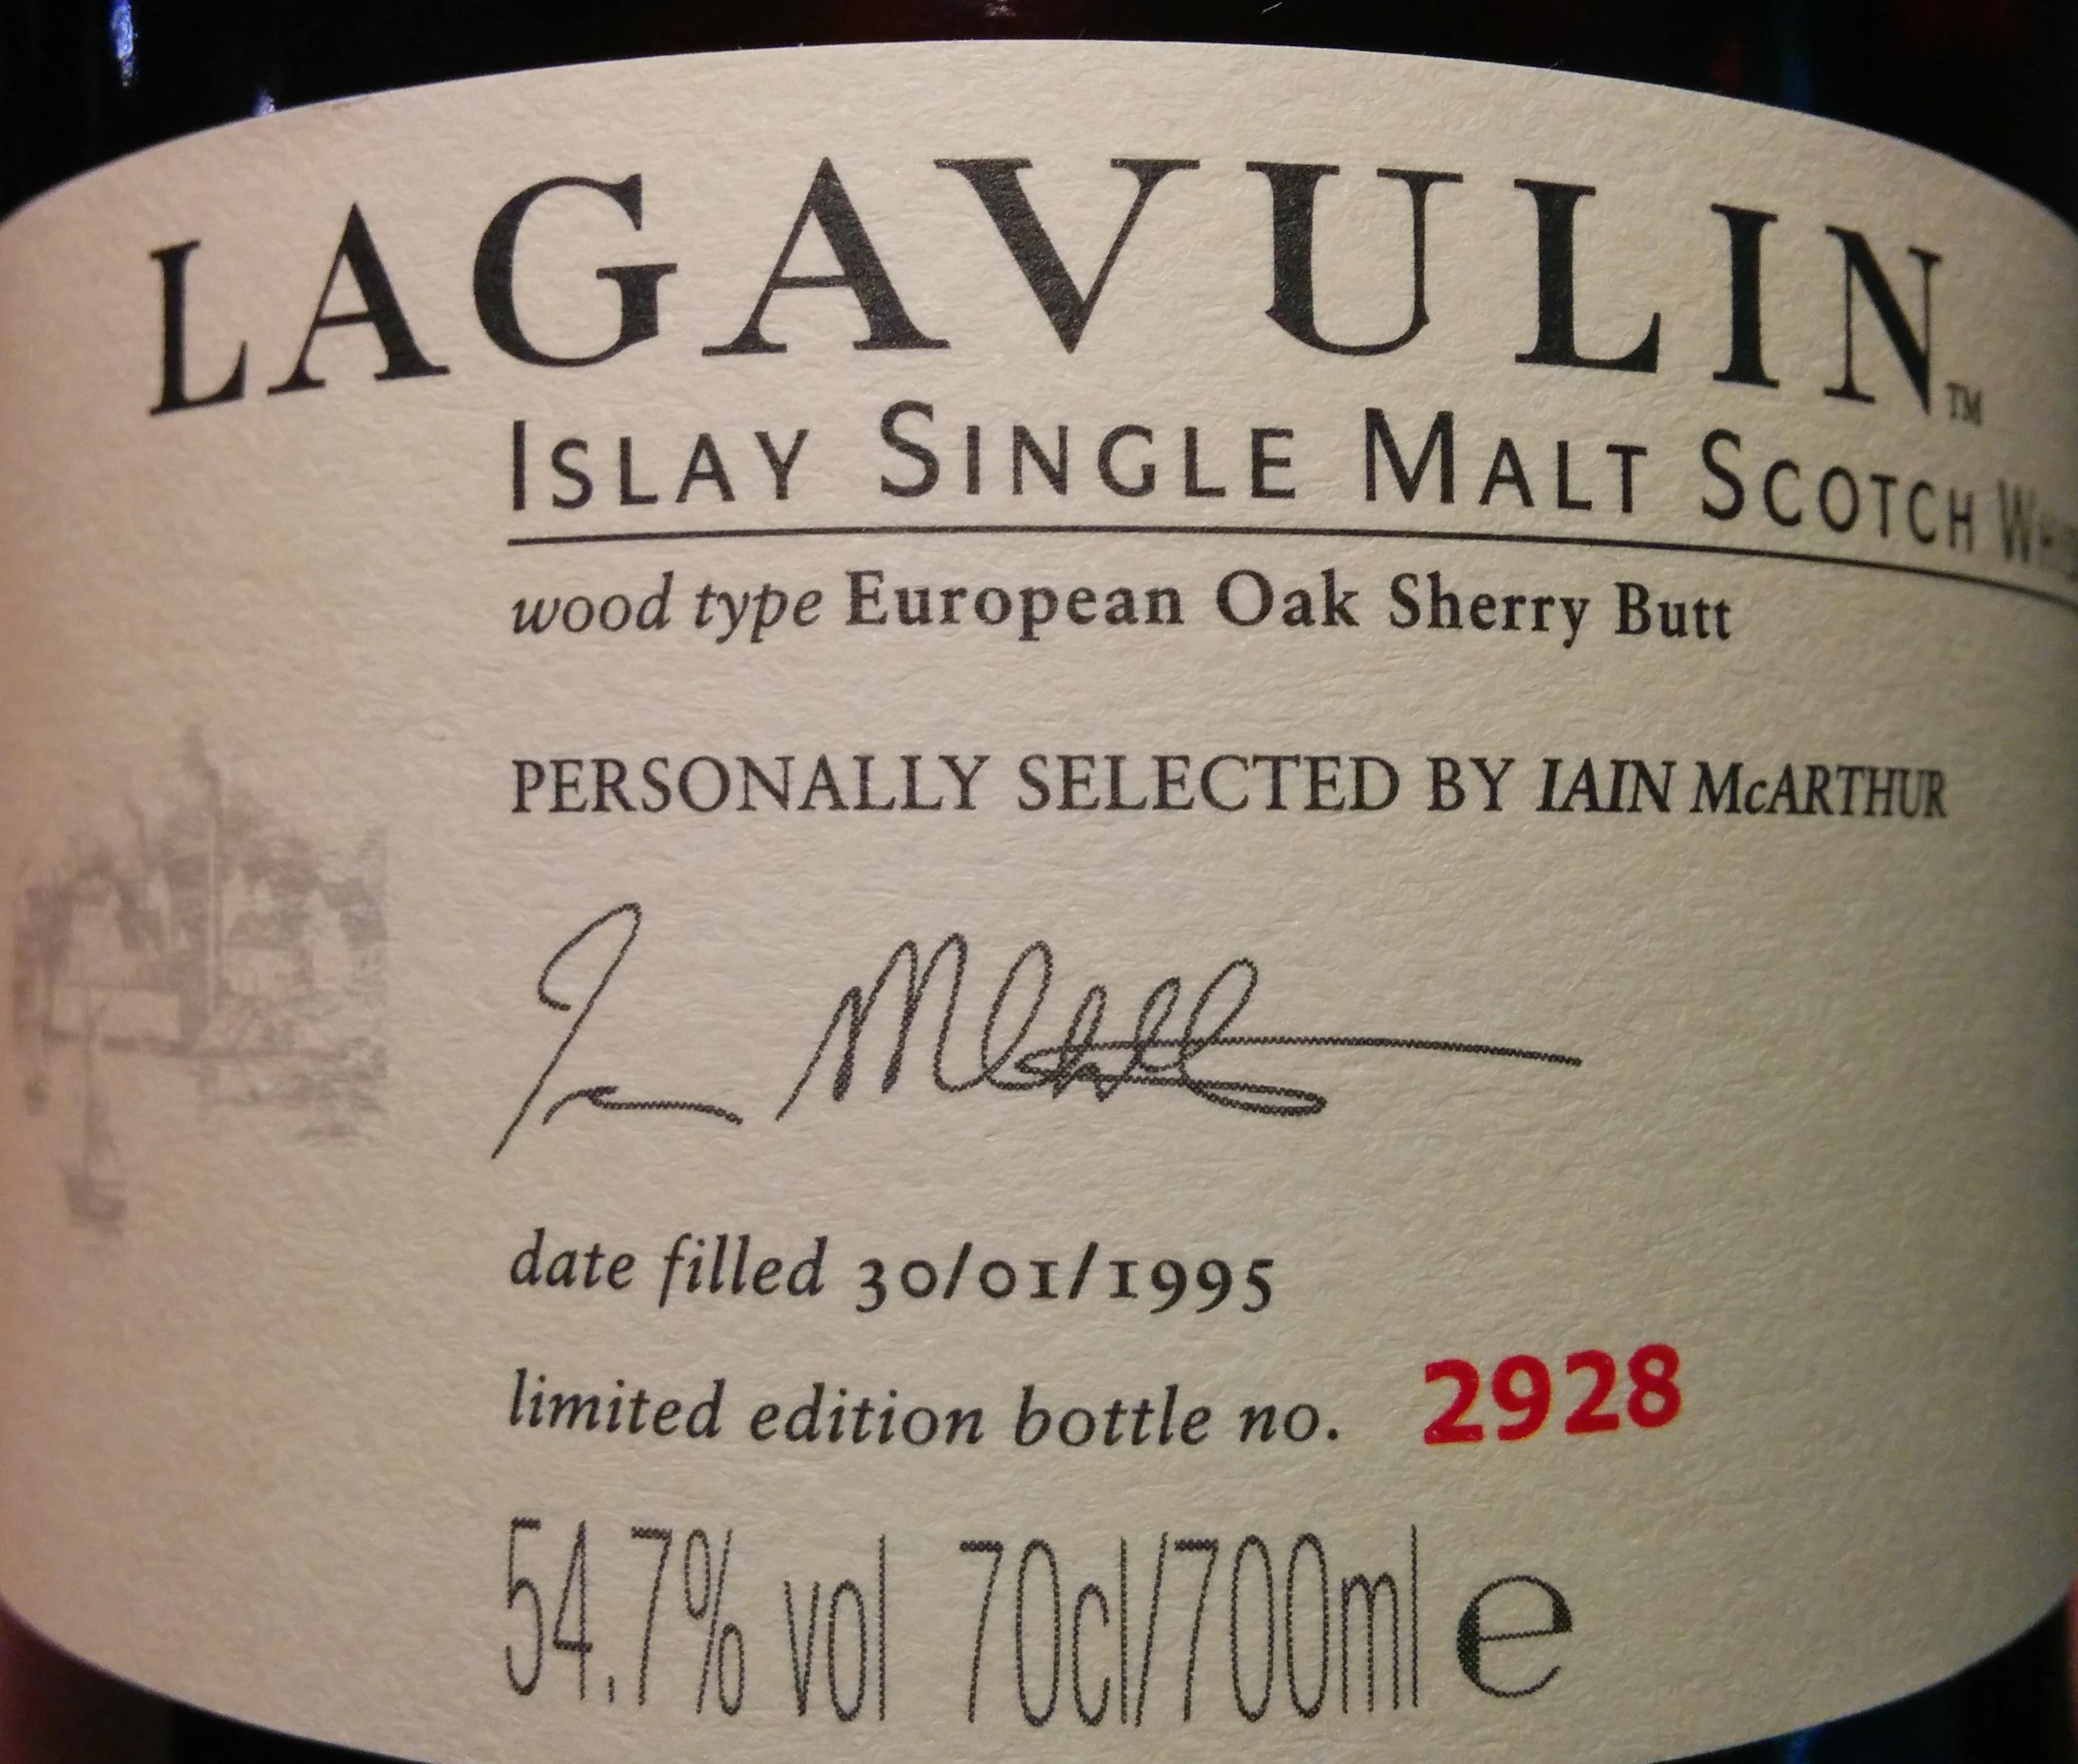 LAGAVULIN™
ISLAY SINGLE MALT SCOTCH
wood type European Oak Sherry Butt
PERSONALLY SELECTED BY IAIN McARTHUR
date filled 30/01/1995
limited edition bottle no. 2928
54.7% vol 70cl/700ml e